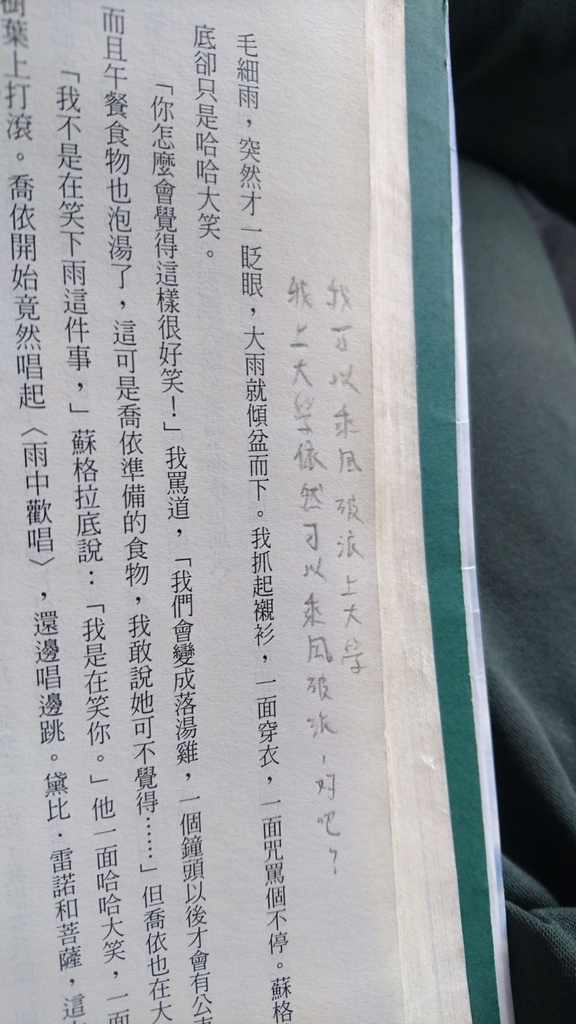 我可以乘風破浪上大學
我上大學依然可以乘風破浪，好吧？
毛細雨，突然才一眨眼，大雨就傾盆而下。我抓起襯衫，一面穿衣，一面咒罵個不停。蘇格
底卻只是哈哈大笑。
「你怎麼會覺得這樣很好笑！」我罵道，「我們會變成落湯雞，一個鐘頭以後才會有公車
而且午餐食物也泡湯了，這可是喬依準備的食物，我敢說她可不覺得……」但喬依也在大
「我不是在笑下雨這件事，」蘇格拉底說：「我是在笑你。」他一面哈哈大笑，一面
樹葉上打滾。喬依開始竟然唱起〈雨中歡唱〉，還邊唱邊跳。黛比．雷諾和菩薩，這